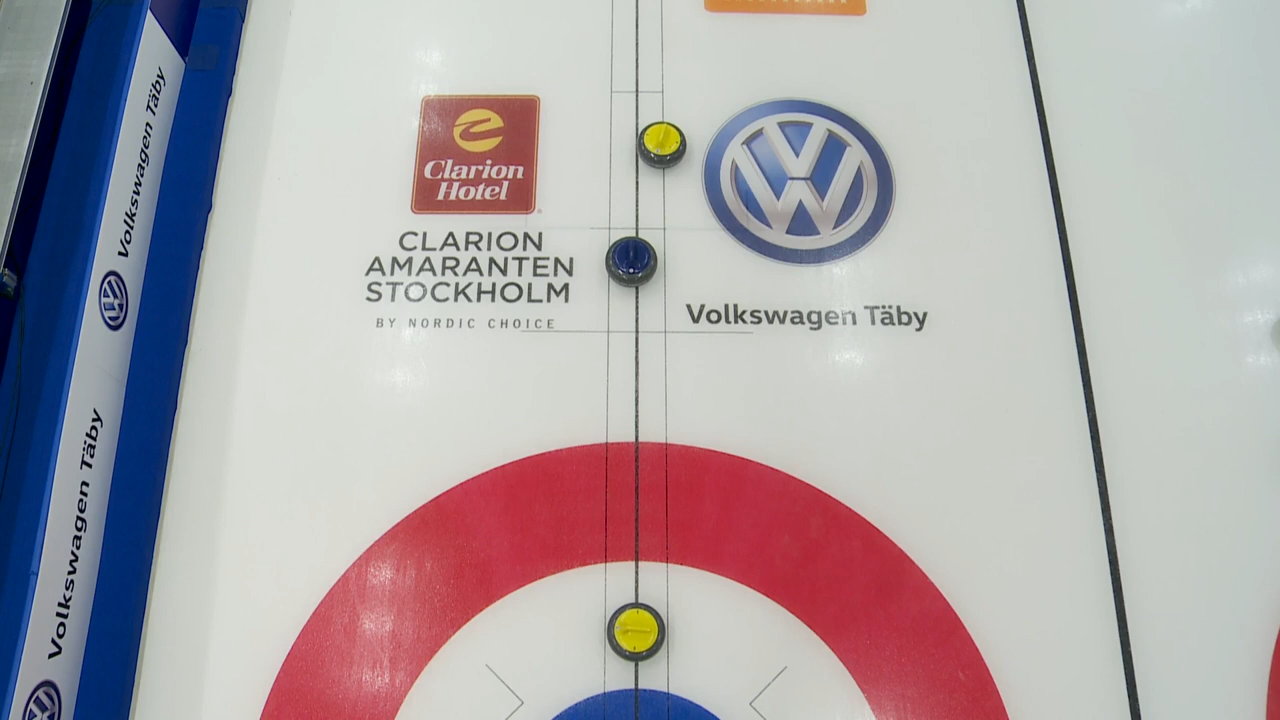 Clarion
Hotel
CLARION
AMARANTEN
STOCKHOLM
BY NORDIC CHOICE
Volkswagen Täby
Volkswagen Täby
Volkswagen Täby